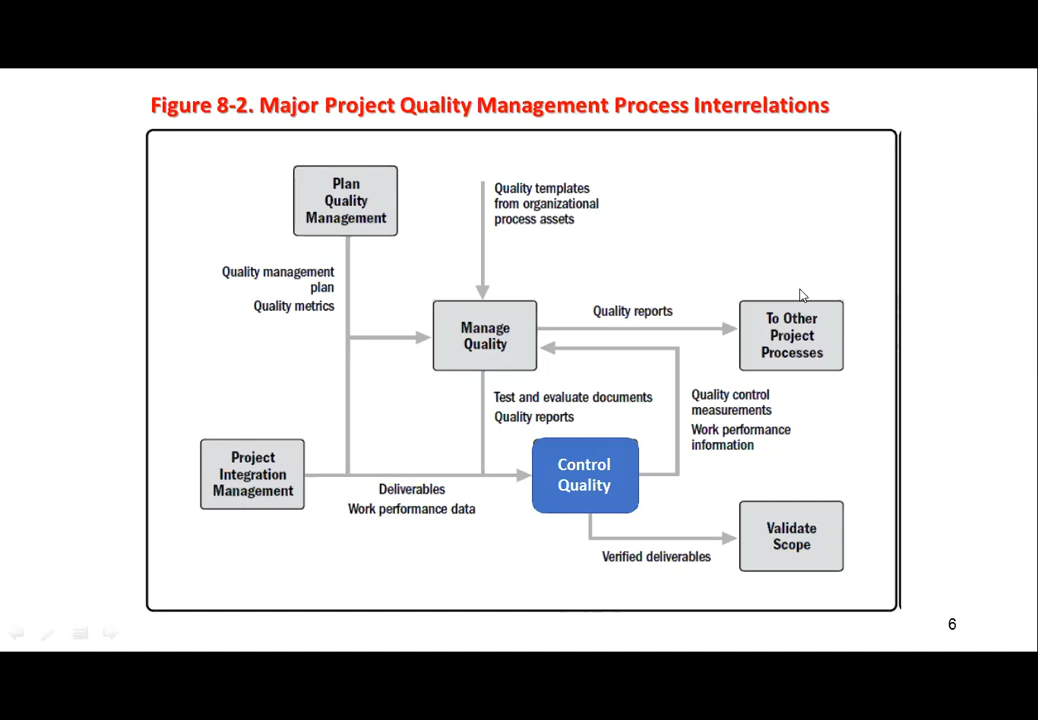 Figure 8-2. Major Project Quality Management Process Interrelations
Plan
Quality
Management
Quality templates
from organizational
process assets
Quality management
plan
Quality metrics
Manage
Quality
Quality reports
To Other
Project
Processes
Test and evaluate documents
Quality reports
Quality control
measurements
Work performance
information
Project
Integration
Management
Deliverables
Work performance data
Control
Quality
Verified deliverables
Validate
Scope
6